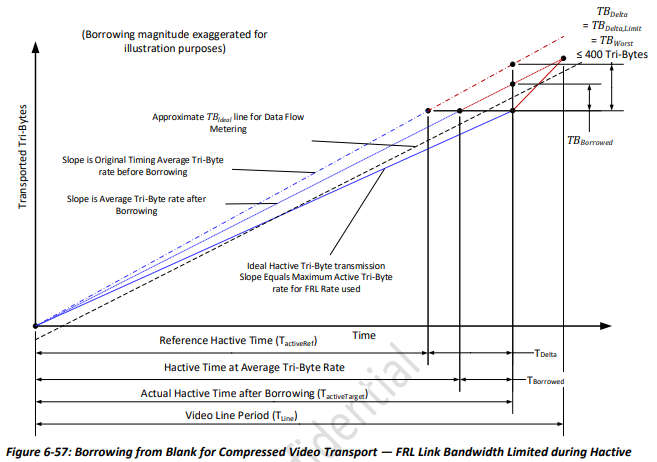 (Borrowing magnitude exaggerated for
illustration purposes)
TB_Delta
= TB_Delta,Limit
= TB_Worst
≤ 400 Tri-Bytes
Transported Tri-Bytes
Approximate TB_Ideal line for Data Flow
Metering
TB_Borrowed
Slope is Original Timing Average Tri-Byte
rate before Borrowing
Slope is Average Tri-Byte rate after
Borrowing
Ideal Hactive Tri-Byte transmission
Slope Equals Maximum Active Tri-Byte
rate for FRL Rate used
Time
Reference Hactive Time (T_activeRef)
T_Delta
Hactive Time at Average Tri-Byte Rate
T_Borrowed
Actual Hactive Time after Borrowing (T_activeTarget)
Video Line Period (T_Line)
fidential
Figure 6-57: Borrowing from Blank for Compressed Video Transport — FRL Link Bandwidth Limited during Hactive